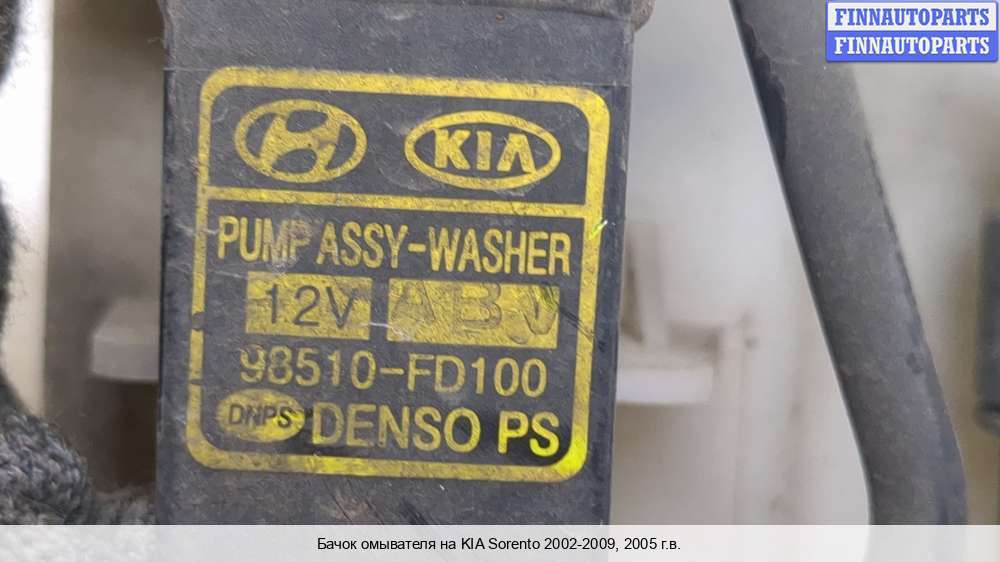 FINNAUTOPARTS
FINNAUTOPARTS
KIA
PUMP ASSY-WASHER
12V ABV
98510-FD100
DNPS DENSO PS
Бачок омывателя на KIA Sorento 2002-2009, 2005 г.в.